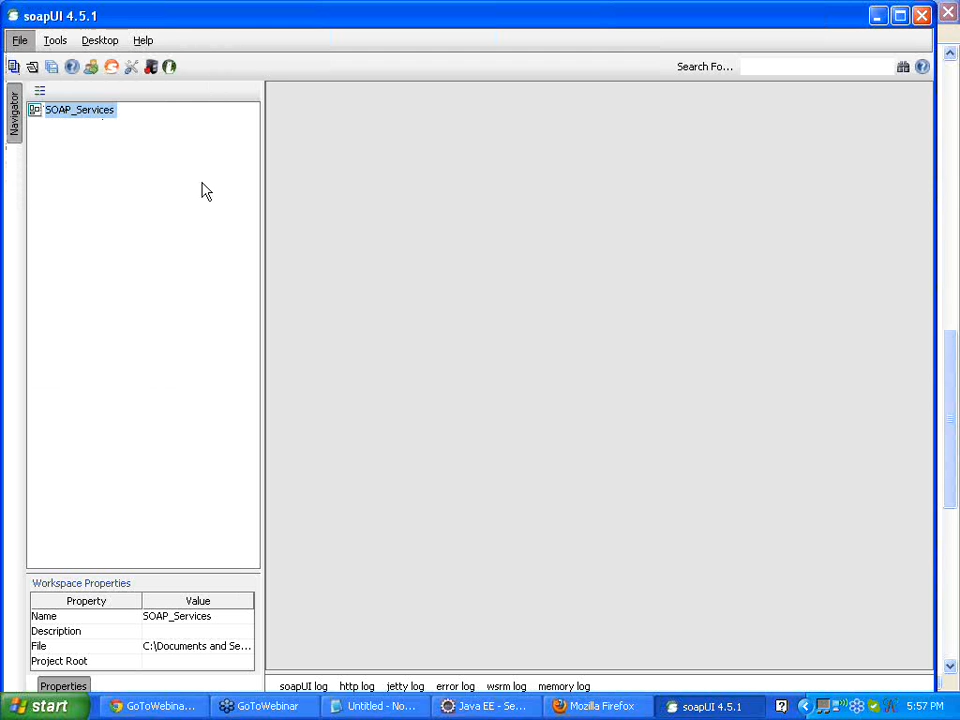 soapUI 4.5.1
File Tools Desktop Help
Search Fo...
Navigator
SOAP_Services
Workspace Properties
Property Value
Name SOAP_Services
Description
File C:\Documents and Se...
Project Root
Properties
soapUI log http log jetty log error log wsrm log memory log
start GoToWebina... GoToWebinar Untitled - No... Java EE - Se... Mozilla Firefox soapUI 4.5.1 5:57 PM